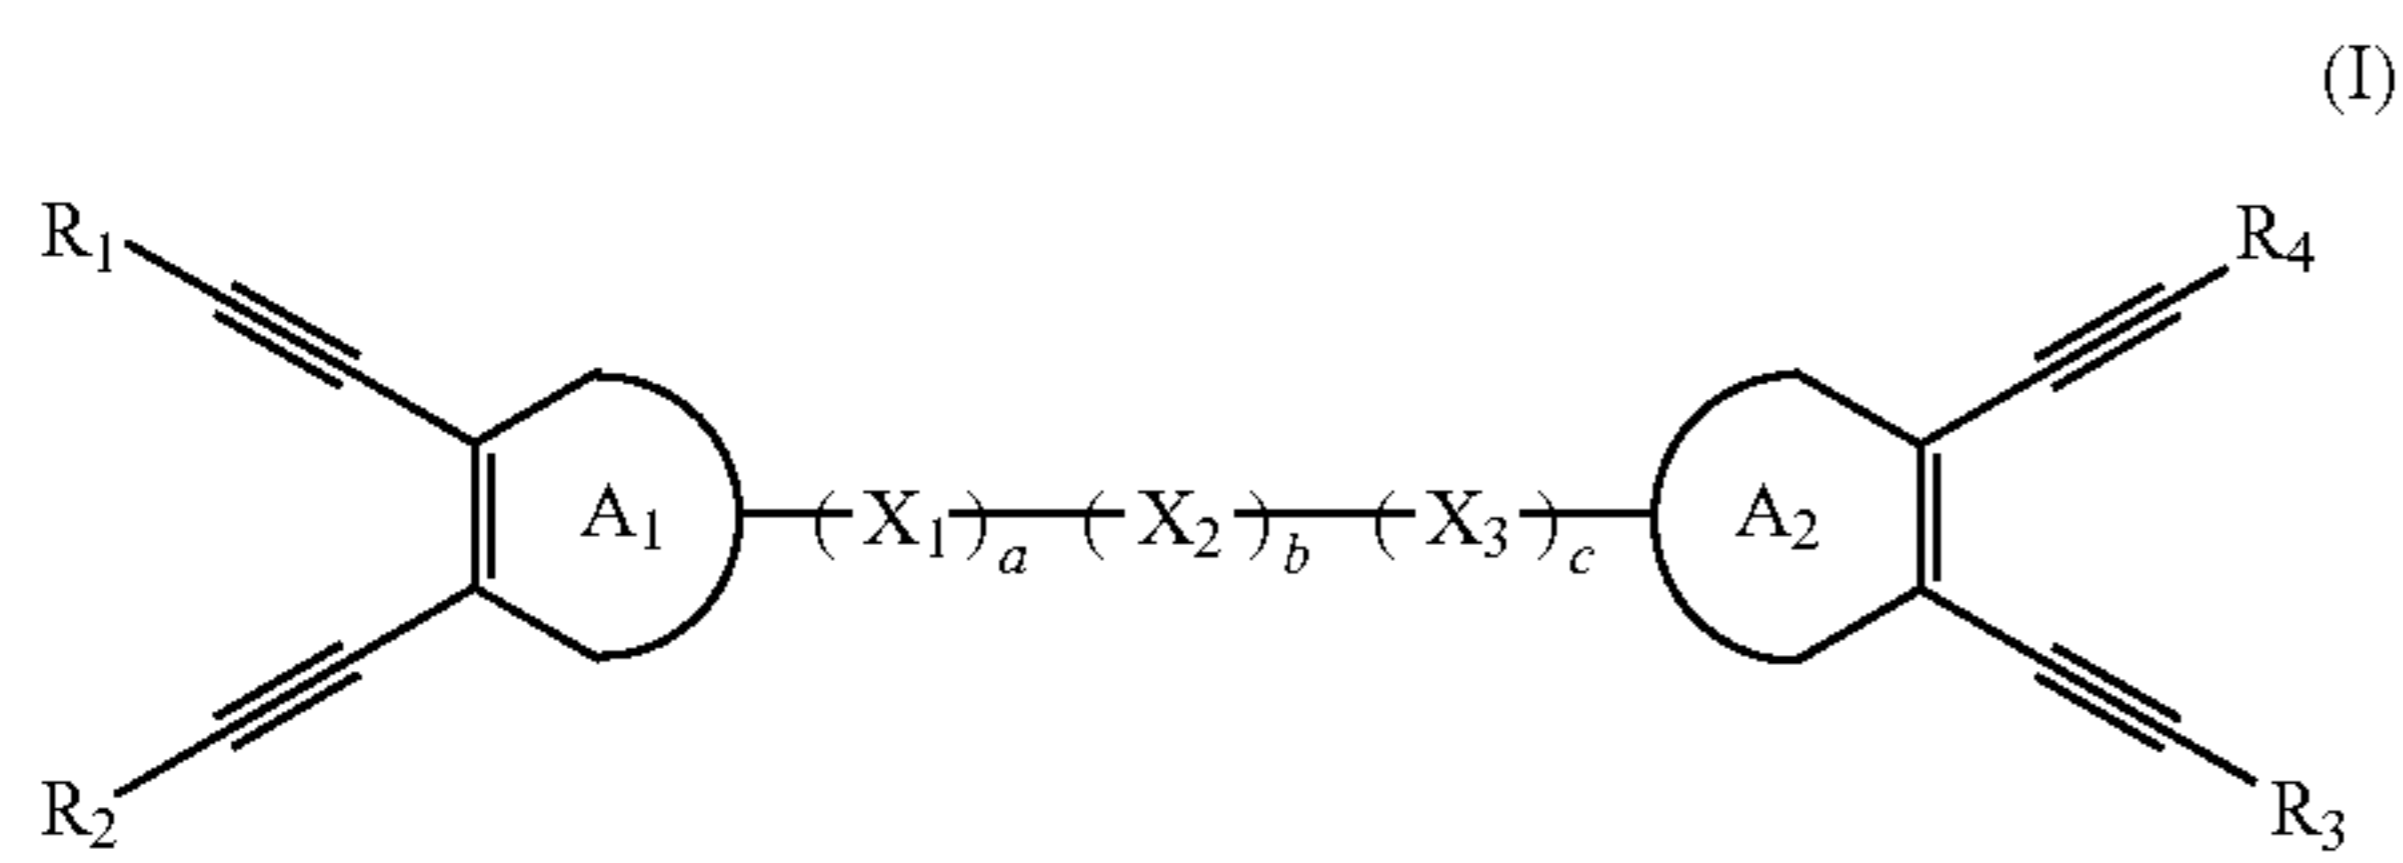 (I)
R₁ R₄
A₁ (X₁)ₐ (X₂)b (X₃)c A₂
R₂ R₃